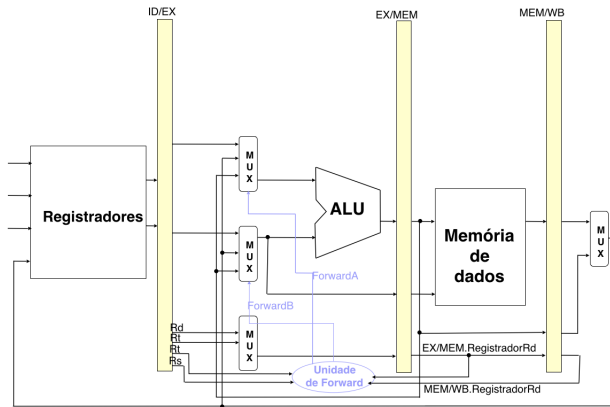 ID/EX
EX/MEM
MEM/WB
M
U
X
Registradores
ALU
M
U
X
Memória
de
dados
M
U
X
ForwardA
ForwardB
Rd
Rt
Rt
Rs
M
U
X
EX/MEM.RegistradorRd
Unidade
de Forward
MEM/WB.RegistradorRd